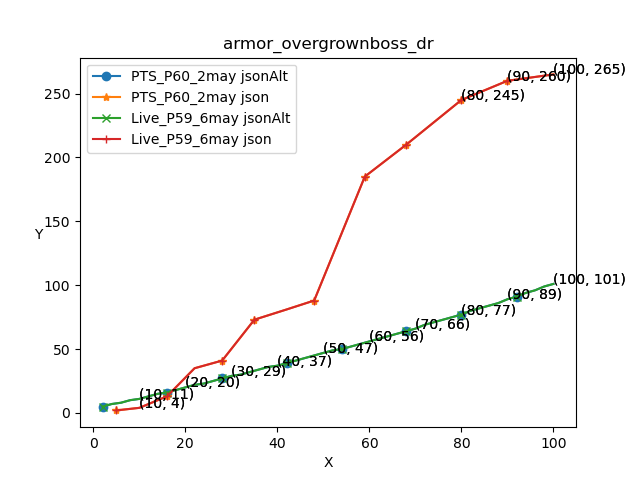 armor_overgrownboss_dr
PTS_P60_2may jsonAlt
PTS_P60_2may json
Live_P59_6may jsonAlt
Live_P59_6may json
(100, 265)
(90, 260)
(80, 245)
(100, 101)
(90, 89)
(80, 77)
(70, 66)
(60, 56)
(50, 47)
(40, 37)
(30, 29)
(20, 20)
(10, 11)
(10, 4)
Y
250
200
150
100
50
0
0 20 40 60 80 100
X